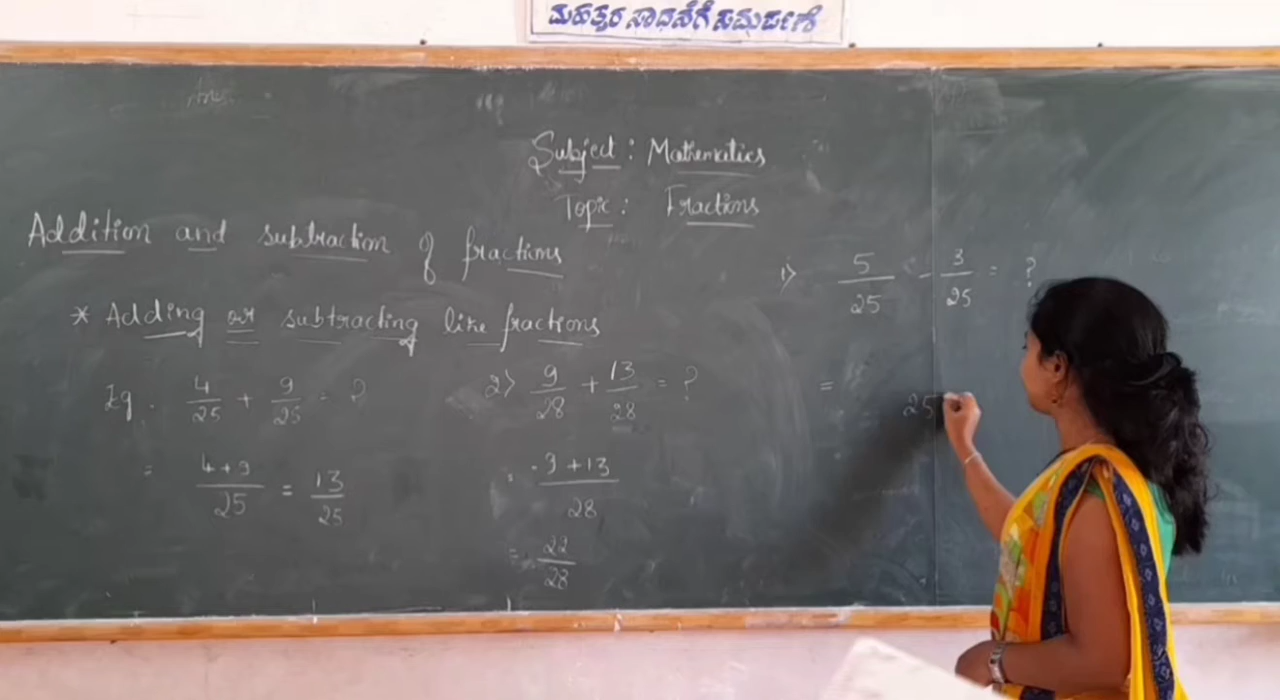 ಮಹತ್ತರ ಸಾಧನೆಗೆ ಸಮರ್ಪಣೆ
Subject : Mathematics
Topic : Fractions
Addition and subtraction of fractions
* Adding or subtracting like fractions
Eg. 4/25 + 9/25 = ?
= 4+9/25 = 13/25
2) 9/28 + 13/28 = ?
= 9+13/28
= 22/28
1) 5/25 - 3/25 = ?
= 25